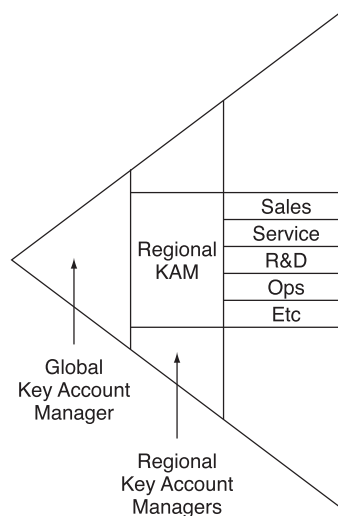 Sales
Service
Regional
KAM
R&D
Ops
Etc
Global
Key Account
Manager
Regional
Key Account
Managers